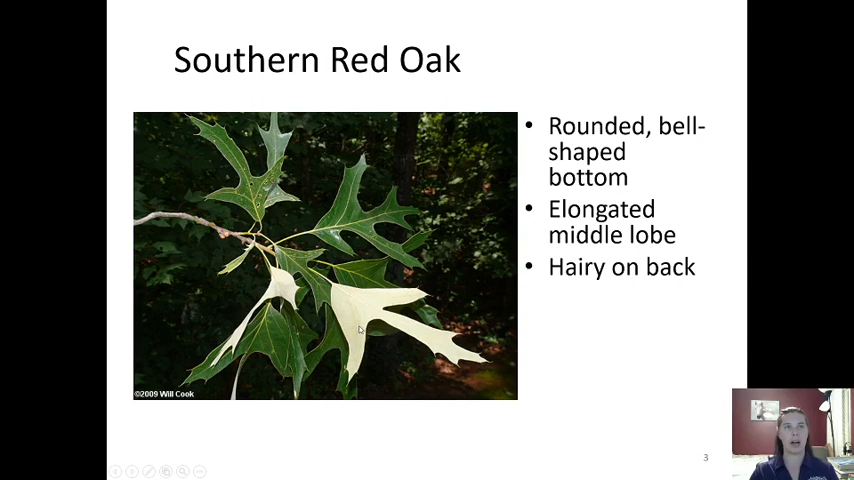 Southern Red Oak
• Rounded, bell-
shaped
bottom
• Elongated
middle lobe
• Hairy on back
©2009 Will Cook
3